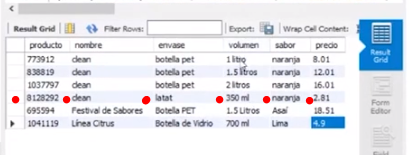 Result Grid Filter Rows: Export: Wrap Cell Content:
producto nombre envase volumen sabor precio
773912 clean botella pet 1 litro naranja 8.01
838819 clean botella pet 1.5 litros naranja 12.01
1037797 clean botella pet 2 litros naranja 16.01
8128292 clean latat 350 ml naranja 2.81
695594 Festival de Sabores Botella PET 1.5 Litros Asaí 18.51
1041119 Línea Citrus Botella de Vidrio 700 ml Lima 4.9
Result
Grid
Form
Editor